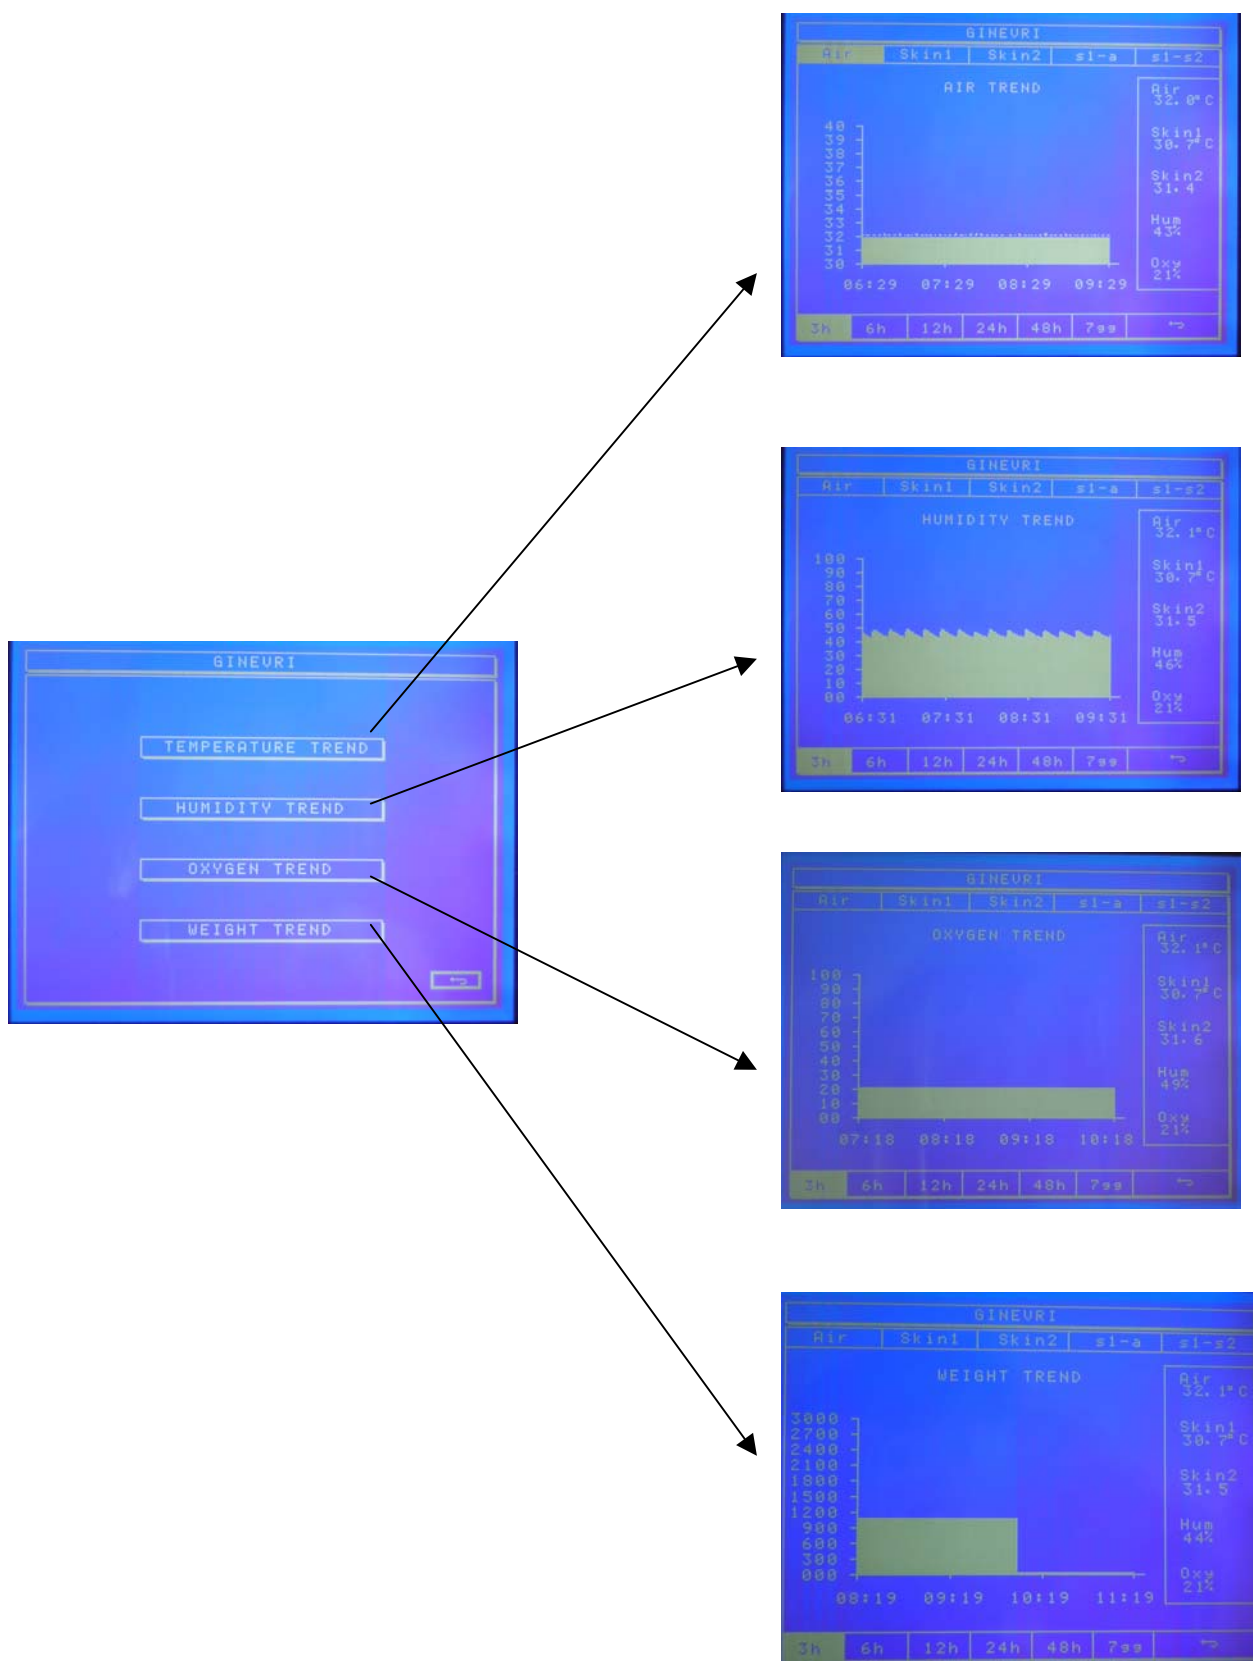 GINEVRI
TEMPERATURE TREND
HUMIDITY TREND
OXYGEN TREND
WEIGHT TREND
GINEVRI
Air Skin1 Skin2 s1-a s1-s2
AIR TREND
40
39
38
37
36
35
34
33
32
31
30
06:29 07:29 08:29 09:29
Air
32.0°C
Skin1
30.7°C
Skin2
31.4
Hum
43%
Oxy
21%
3h 6h 12h 24h 48h 7gg
GINEVRI
Air Skin1 Skin2 s1-a s1-s2
HUMIDITY TREND
100
90
80
70
60
50
40
30
20
10
00
06:31 07:31 08:31 09:31
Air
32.1°C
Skin1
30.7°C
Skin2
31.5
Hum
46%
Oxy
21%
3h 6h 12h 24h 48h 7gg
GINEVRI
Air Skin1 Skin2 s1-a s1-s2
OXYGEN TREND
100
90
80
70
60
50
40
30
20
10
00
07:18 08:18 09:18 10:18
Air
32.1°C
Skin1
30.7°C
Skin2
31.6
Hum
49%
Oxy
21%
3h 6h 12h 24h 48h 7gg
GINEVRI
Air Skin1 Skin2 s1-a s1-s2
WEIGHT TREND
3000
2700
2400
2100
1800
1500
1200
900
600
300
000
08:19 09:19 10:19 11:19
Air
32.1°C
Skin1
30.7°C
Skin2
31.5
Hum
44%
Oxy
21%
3h 6h 12h 24h 48h 7gg